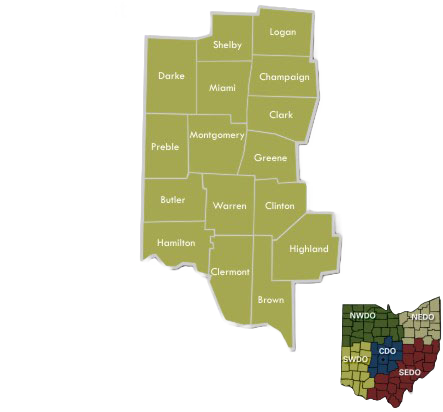 Logan
Shelby
Darke
Champaign
Miami
Clark
Montgomery
Preble
Greene
Butler
Warren
Clinton
Hamilton
Highland
Clermont
Brown
NWDO
NEDO
CDO
SWDO
SEDO